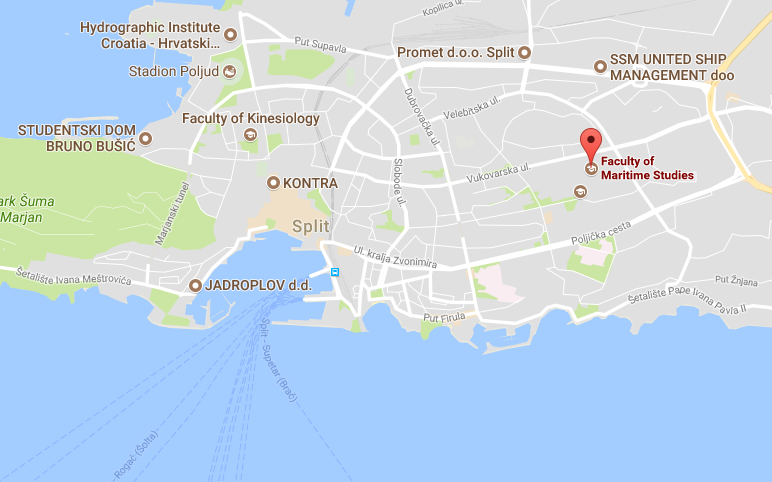 Kopilica ul.
Hydrographic Institute
Croatia - Hrvatski...
Put Supavla
Promet d.o.o. Split
SSM UNITED SHIP
MANAGEMENT doo
Stadion Poljud
Dubrovačka ul.
Velebitska ul.
Faculty of Kinesiology
STUDENTSKI DOM
BRUNO BUŠIĆ
Faculty of
Maritime Studies
Vukovarska ul.
Slobode ul.
KONTRA
Marjanski tunel
ark Šuma
Marjan
Split
Poljička cesta
Ul. kralja Zvonimira
Šetalište Ivana Meštrovića
JADROPLOV d.d.
Put Žnjana
Šetalište Pape Ivana Pavla II
Put Firula
Split - Supetar (Brač)
Rogač (Šolta)